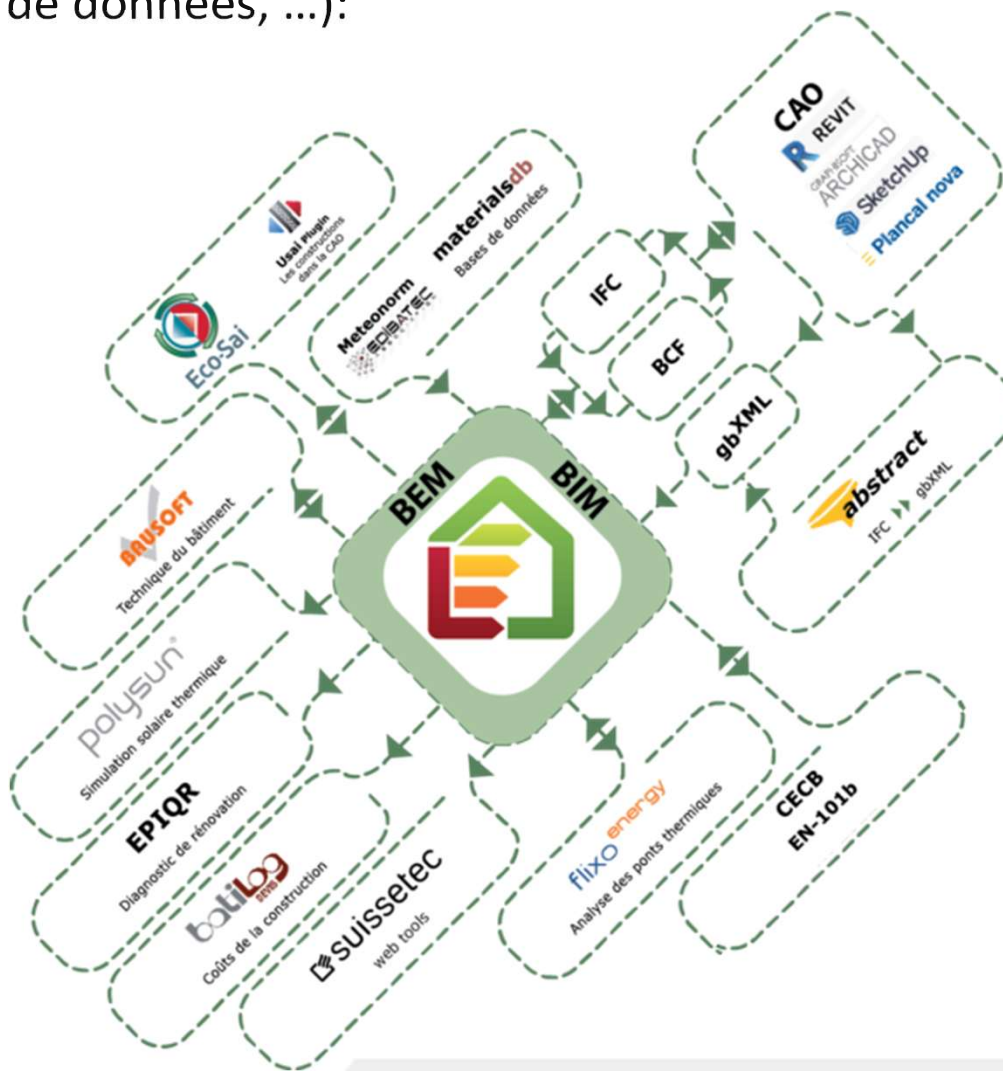 de données, ...):
CAO
REVIT
GRAPHISOFT
ARCHICAD
SketchUp
Plancal nova
Usai Plugin
Les constructions
dans la CAO
Eco-Sai
materialsdb
Bases de données
Meteonorm
EDIBATEC
IFC
BCF
gbXML
abstract
IFC gbXML
BEM
BIM
BAUSOFT
Technique du bâtiment
polysun®
Simulation solaire thermique
EPIQR
Diagnostic de rénovation
batiLog
DEVIS
Coûts de la construction
suissetec
web tools
flixo energy
Analyse des ponts thermiques
CECB
EN-101b